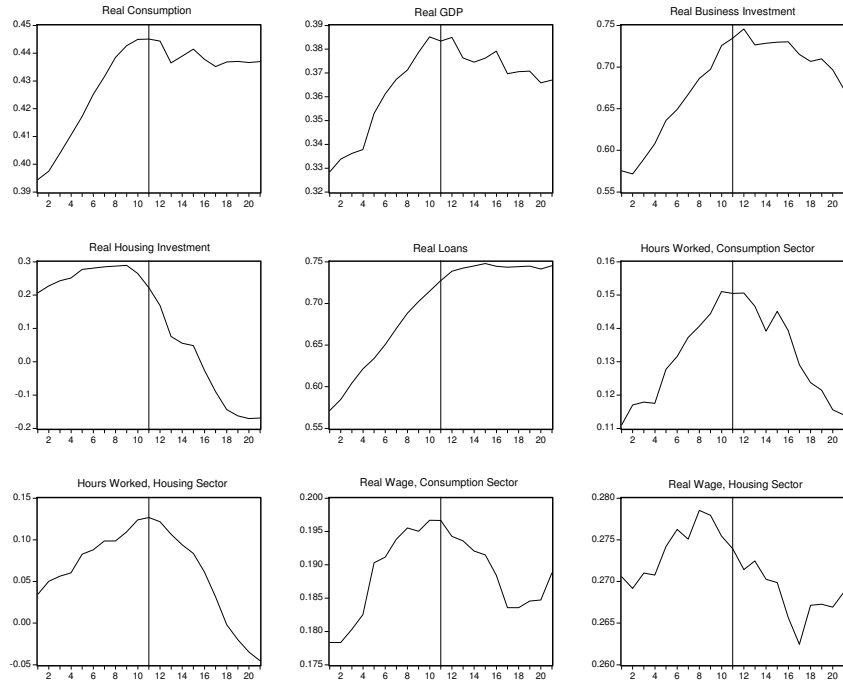 Real Consumption
0.45
0.44
0.43
0.42
0.41
0.40
0.39
2 4 6 8 10 12 14 16 18 20
Real GDP
0.39
0.38
0.37
0.36
0.35
0.34
0.33
0.32
2 4 6 8 10 12 14 16 18 20
Real Business Investment
0.75
0.70
0.65
0.60
0.55
2 4 6 8 10 12 14 16 18 20
Real Housing Investment
0.3
0.2
0.1
0.0
-0.1
-0.2
2 4 6 8 10 12 14 16 18 20
Real Loans
0.75
0.70
0.65
0.60
0.55
2 4 6 8 10 12 14 16 18 20
Hours Worked, Consumption Sector
0.16
0.15
0.14
0.13
0.12
0.11
2 4 6 8 10 12 14 16 18 20
Hours Worked, Housing Sector
0.15
0.10
0.05
0.00
-0.05
2 4 6 8 10 12 14 16 18 20
Real Wage, Consumption Sector
0.200
0.195
0.190
0.185
0.180
0.175
2 4 6 8 10 12 14 16 18 20
Real Wage, Housing Sector
0.280
0.275
0.270
0.265
0.260
2 4 6 8 10 12 14 16 18 20